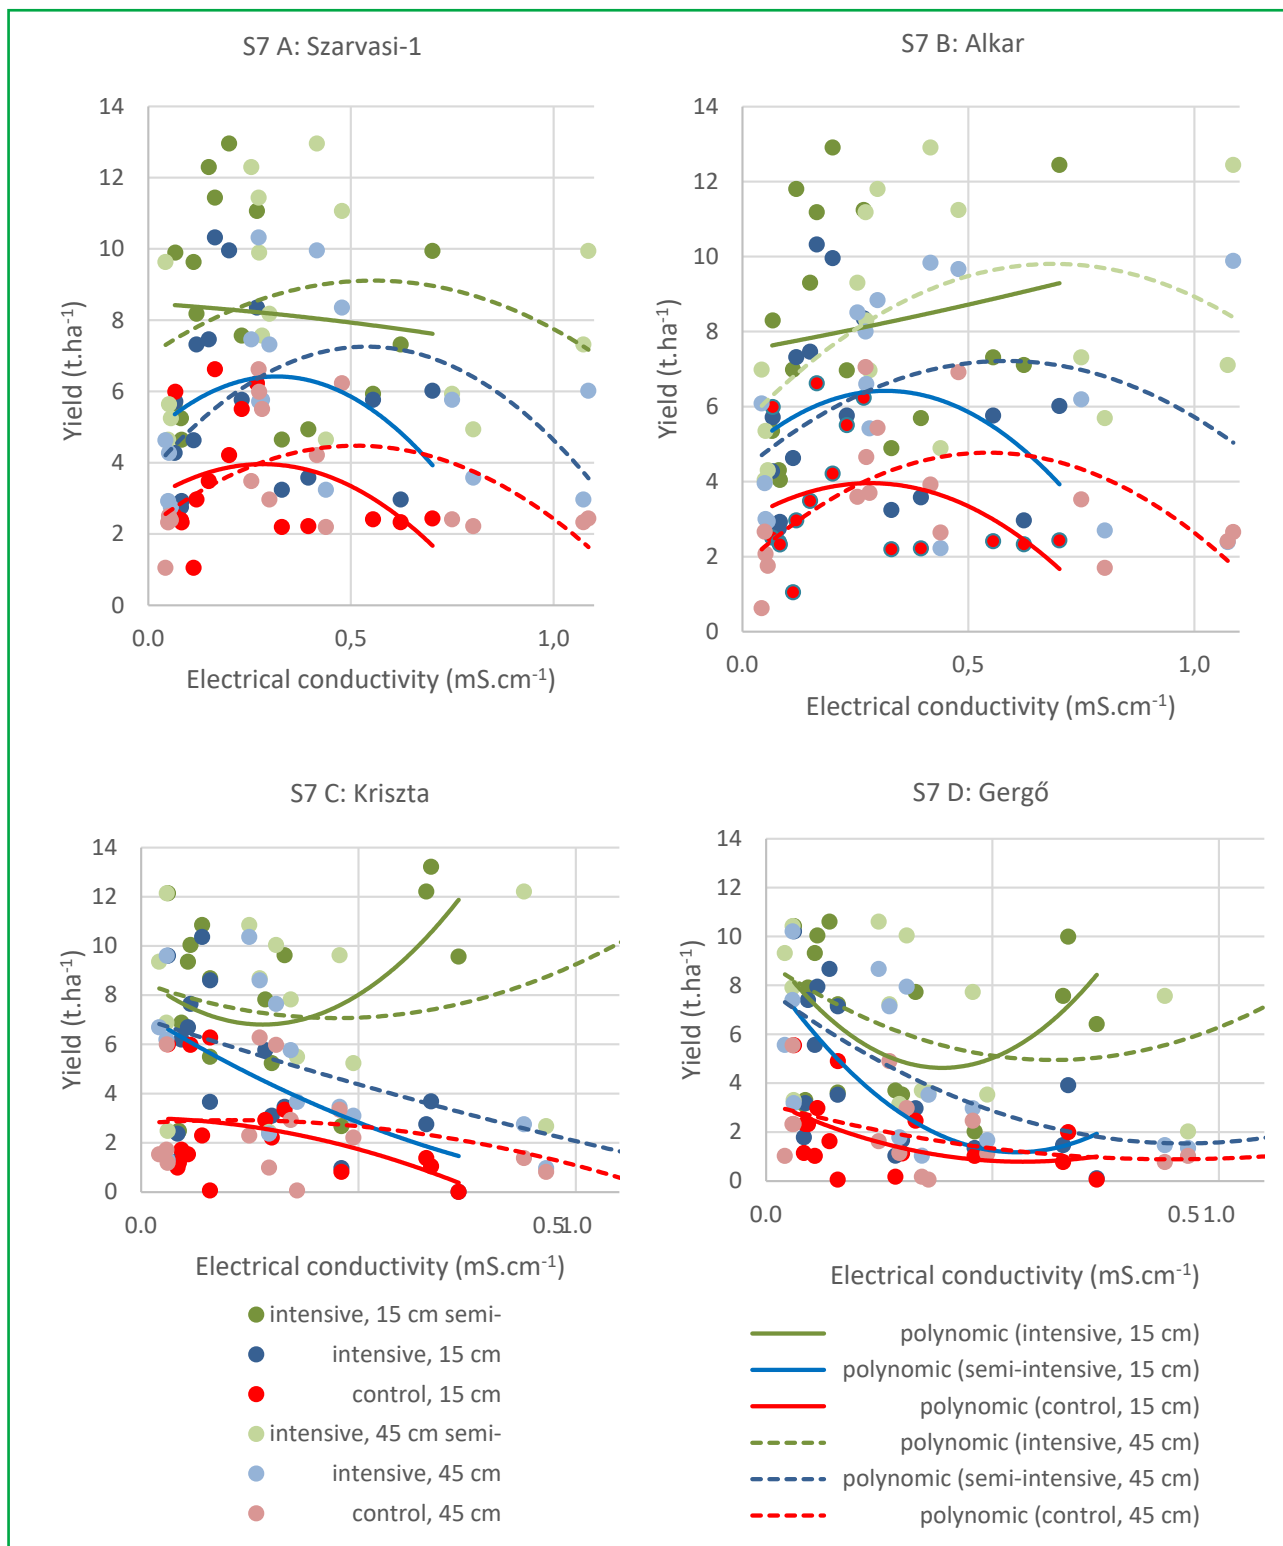 S7 A: Szarvasi-1
14
12
10
8
6
4
2
0
Yield (t.ha⁻¹)
0.0 0,5 1,0
Electrical conductivity (mS.cm⁻¹)
S7 B: Alkar
14
12
10
8
6
4
2
0
Yield (t.ha⁻¹)
0.0 0,5 1,0
Electrical conductivity (mS.cm⁻¹)
S7 C: Kriszta
14
12
10
8
6
4
2
0
Yield (t.ha⁻¹)
0.0 0.5 1.0
Electrical conductivity (mS.cm⁻¹)
S7 D: Gergő
14
12
10
8
6
4
2
0
Yield (t.ha⁻¹)
0.0 0.5 1.0
Electrical conductivity (mS.cm⁻¹)
intensive, 15 cm semi-
intensive, 15 cm
control, 15 cm
intensive, 45 cm semi-
intensive, 45 cm
control, 45 cm
polynomic (intensive, 15 cm)
polynomic (semi-intensive, 15 cm)
polynomic (control, 15 cm)
polynomic (intensive, 45 cm)
polynomic (semi-intensive, 45 cm)
polynomic (control, 45 cm)